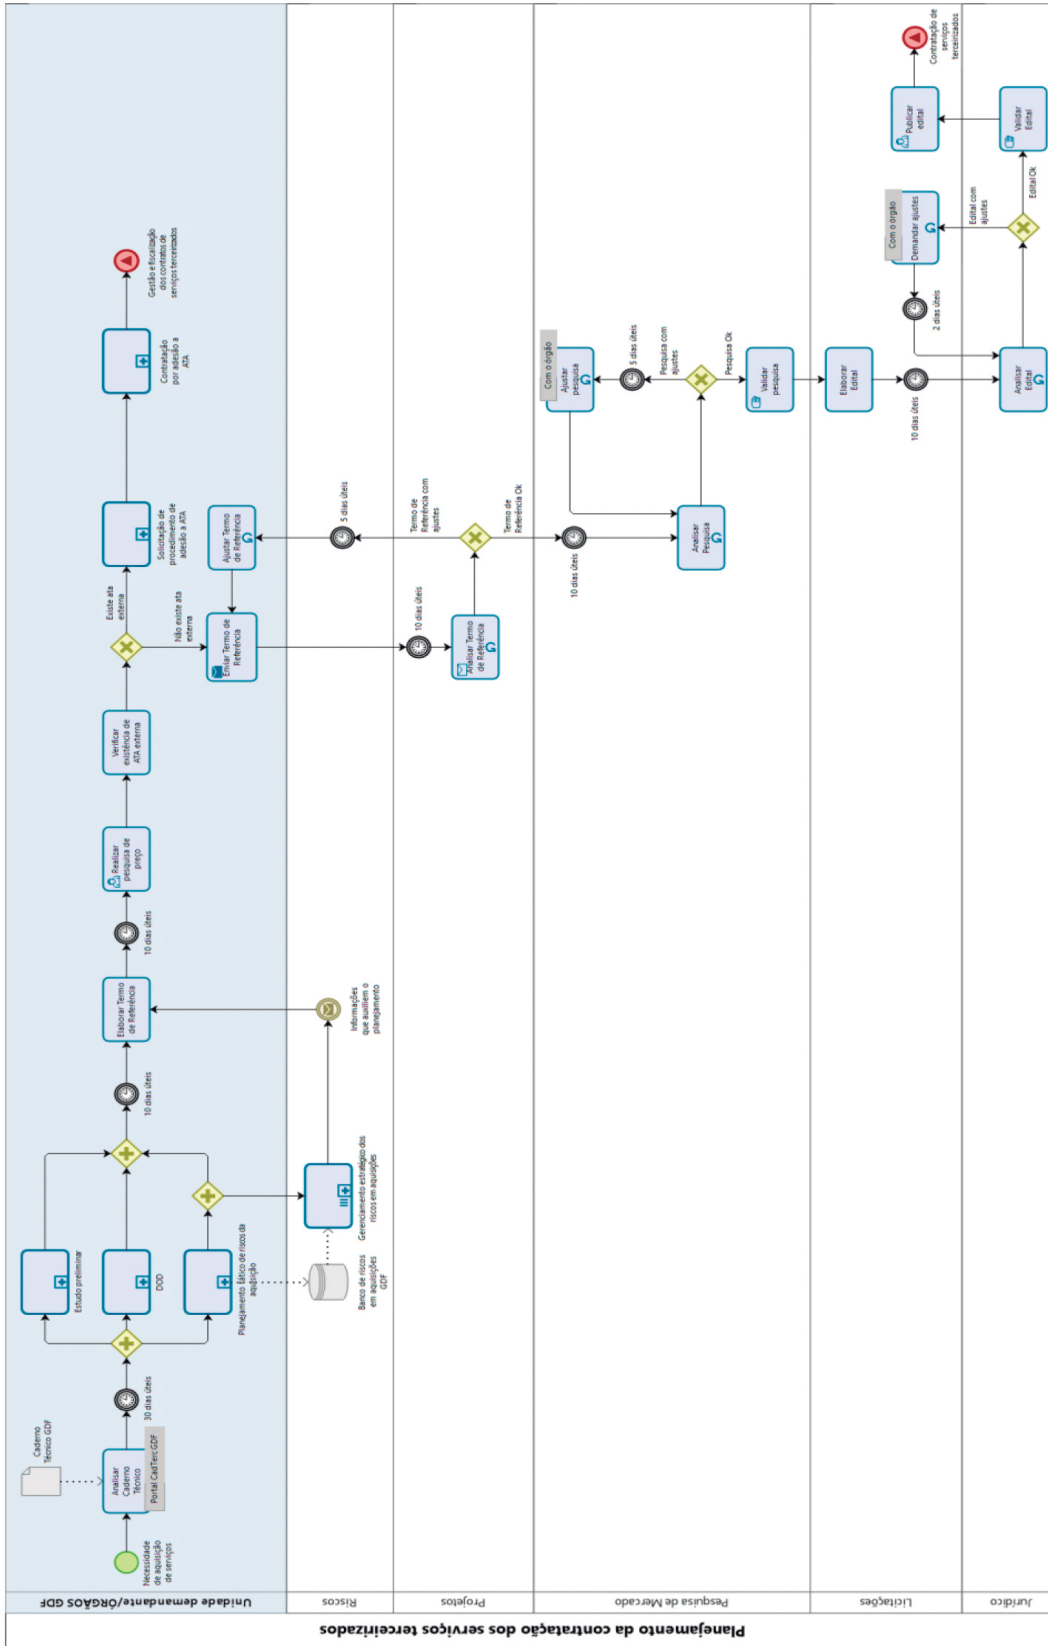 Planejamento da contratação dos serviços terceirizados
Unidade demandante/ÓRGÃOS GDF
Necessidade
de aquisição
de serviços
Caderno
Técnico GDF
Analisar
Caderno
Técnico
Portal CadTercGDF
30 dias úteis
Estudo preliminar
DOD
Planejamento tático de riscos da
aquisição
10 dias úteis
Elaborar Termo
de Referência
10 dias úteis
Realizar
pesquisa de
preço
Verificar
existência de
ATA externa
Existe ata
externa
Não existe ata
externa
Solicitação de
procedimento de
adesão a ATA
Contratação
por adesão a
ATA
Gestão e fiscalização
dos contratos de
serviços terceirizados
Enviar Termo de
Referência
Ajustar Termo
de Referência
Riscos
Banco de riscos
em aquisições
GDF
Gerenciamento estratégico dos
riscos em aquisições
Informações
que auxiliem o
planejamento
5 dias úteis
Projetos
10 dias úteis
Analisar Termo
de Referência
Termo de
Referência com
ajustes
Termo de
Referência Ok
Pesquisa de Mercado
10 dias úteis
Analisar
Pesquisa
Com o órgão
Ajustar
pesquisa
5 dias úteis
Pesquisa com
ajustes
Pesquisa Ok
Validar
pesquisa
Licitações
Elaborar
Edital
10 dias úteis
2 dias úteis
Com o órgão
Demandar ajustes
Edital com
ajustes
Publicar
edital
Contratação de
serviços
terceirizados
Jurídico
Analisar
Edital
Edital Ok
Validar
Edital